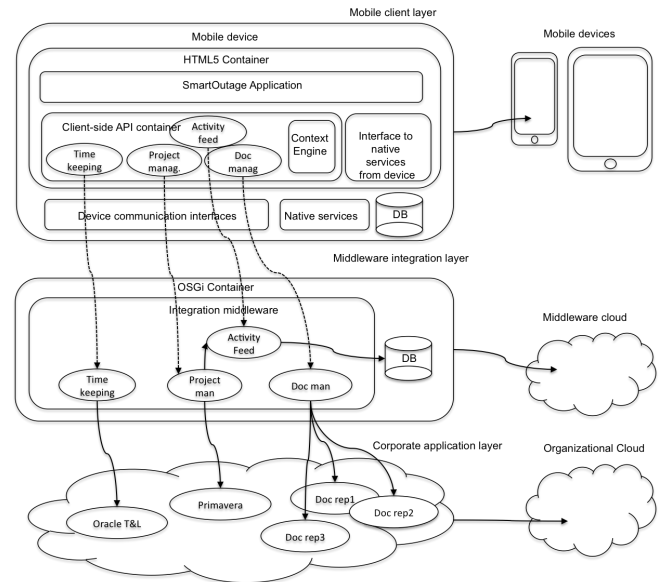 Mobile client layer
Mobile device
Mobile devices
HTML5 Container
SmartOutage Application
Client-side API container
Activity
feed
Time
keeping
Project
manag.
Doc
manag
Context
Engine
Interface to
native
services
from device
Device communication interfaces
Native services
DB
Middleware integration layer
OSGi Container
Integration middleware
Middleware cloud
Activity
Feed
DB
Time
keeping
Project
man
Doc man
Corporate application layer
Organizational Cloud
Oracle T&L
Primavera
Doc rep1
Doc rep2
Doc rep3